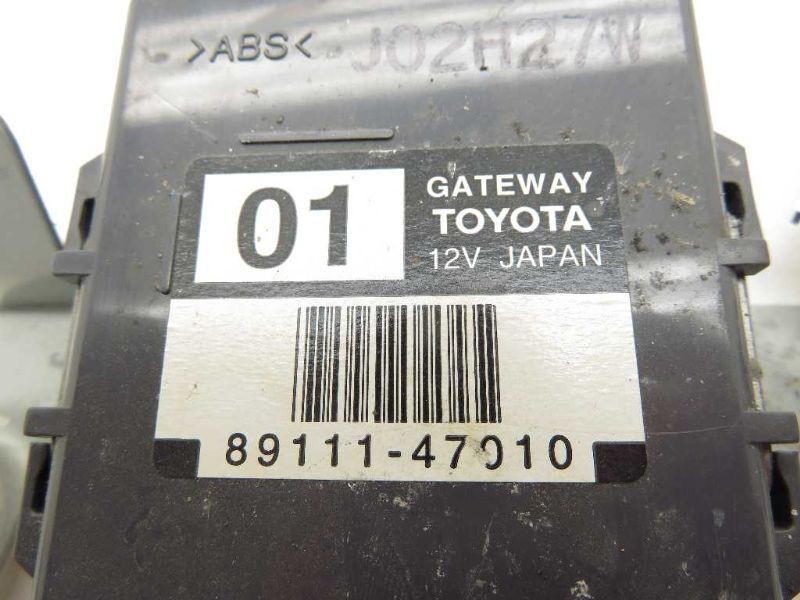 >ABS< J02H27W
01
GATEWAY
TOYOTA
12V JAPAN
89111-47010